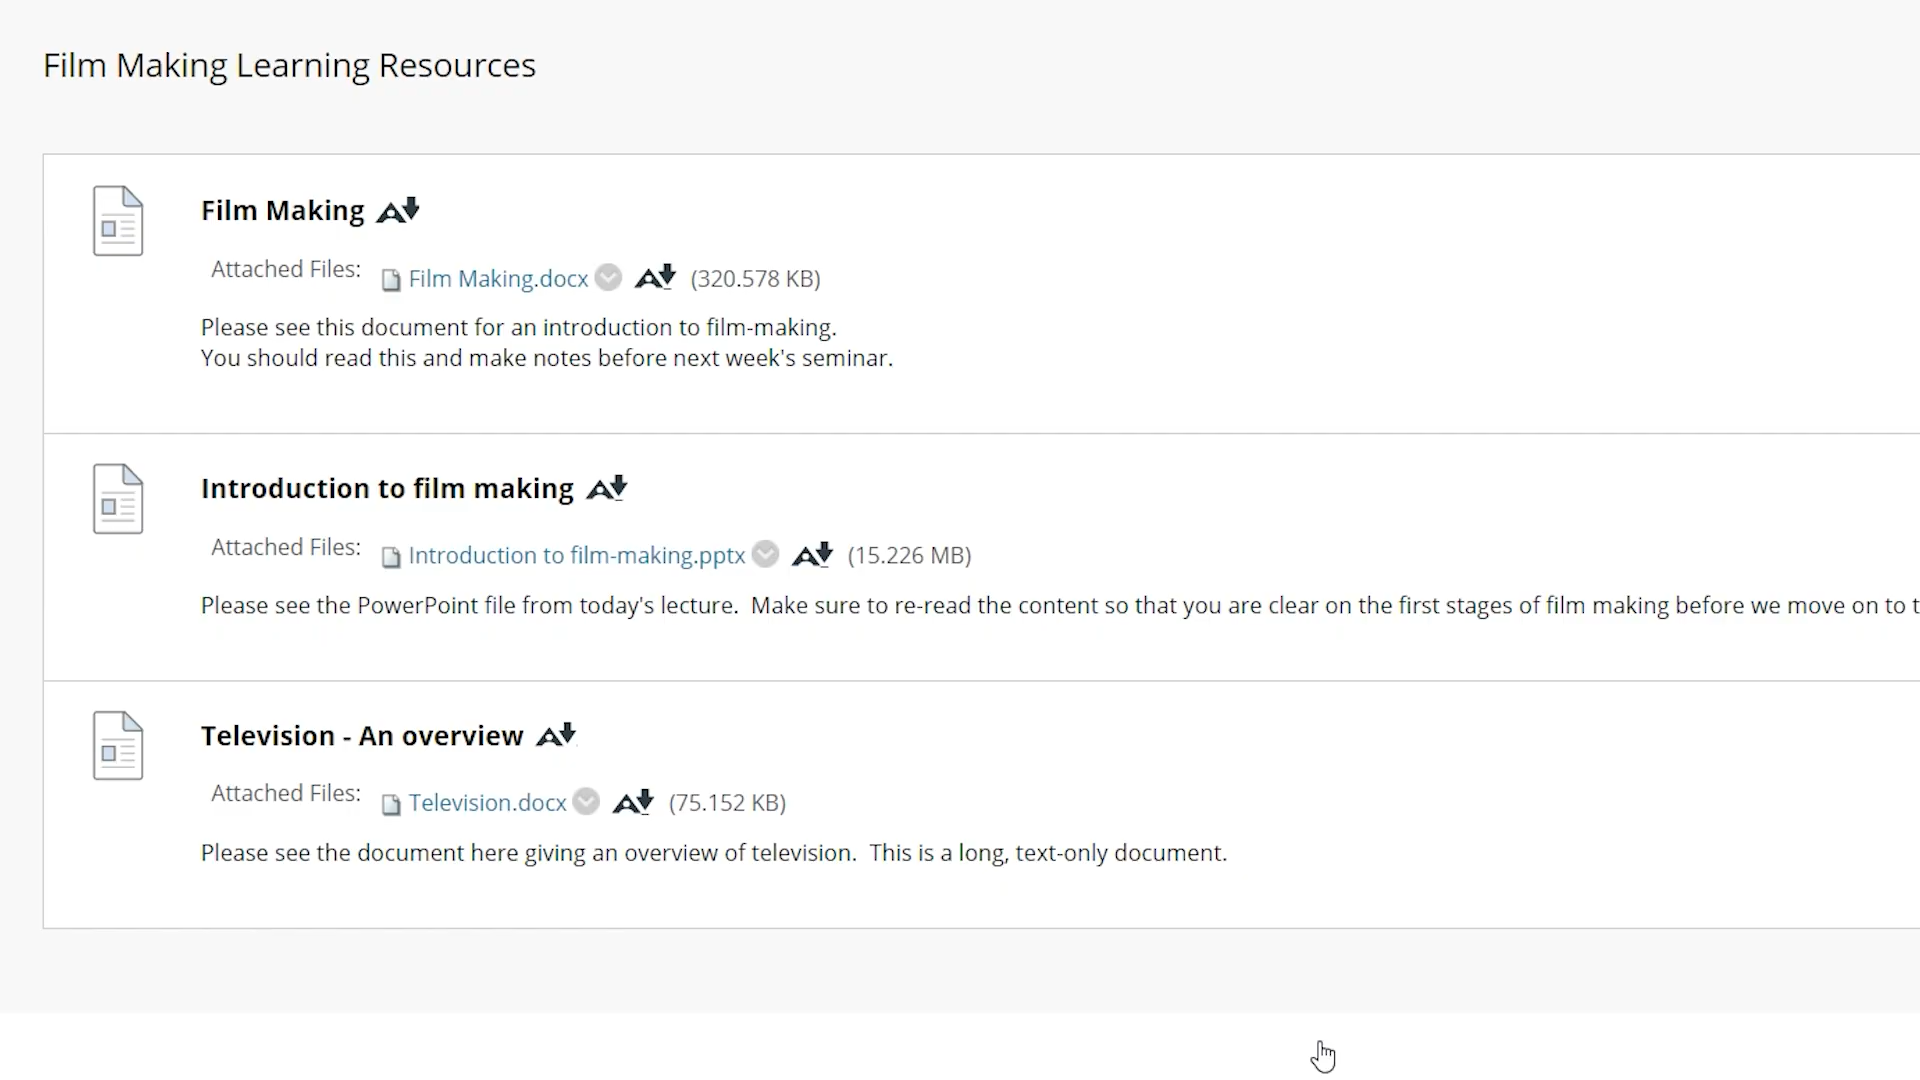 Film Making Learning Resources
Film Making
Attached Files: Film Making.docx (320.578 KB)
Please see this document for an introduction to film-making.
You should read this and make notes before next week's seminar.
Introduction to film making
Attached Files: Introduction to film-making.pptx (15.226 MB)
Please see the PowerPoint file from today's lecture.  Make sure to re-read the content so that you are clear on the first stages of film making before we move on to t
Television - An overview
Attached Files: Television.docx (75.152 KB)
Please see the document here giving an overview of television.  This is a long, text-only document.